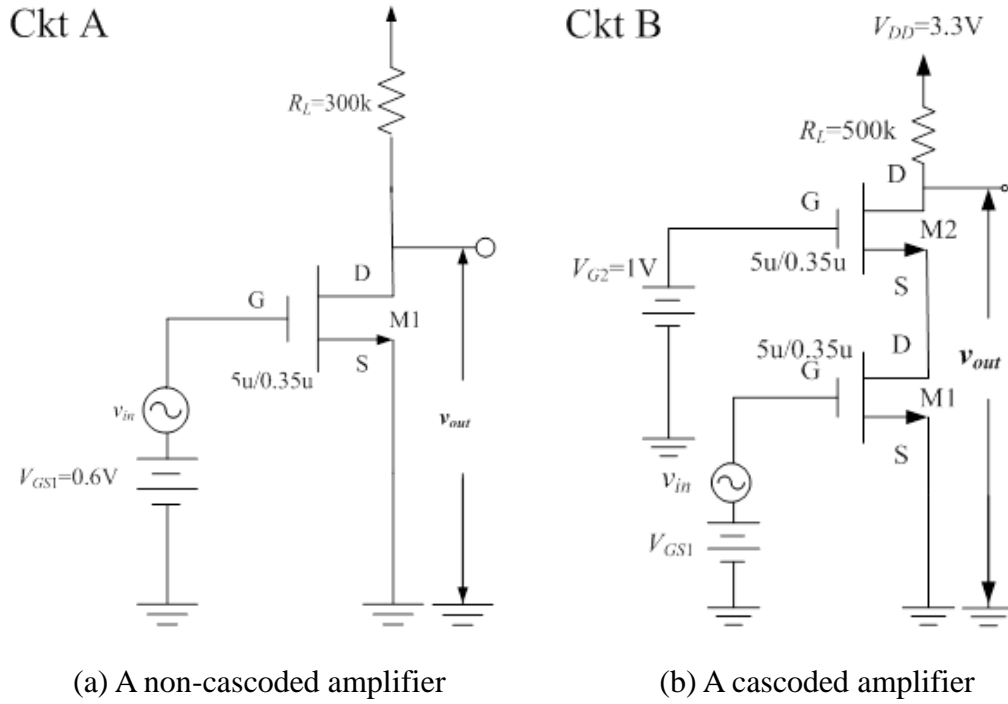 Ckt A
R_L=300k
D
G
M1
S
5u/0.35u
v_in
v_out
V_GS1=0.6V
Ckt B
V_DD=3.3V
R_L=500k
D
G
M2
5u/0.35u
V_G2=1V
S
5u/0.35u
D
G
v_out
M1
S
v_in
V_GS1
(a) A non-cascoded amplifier
(b) A cascoded amplifier